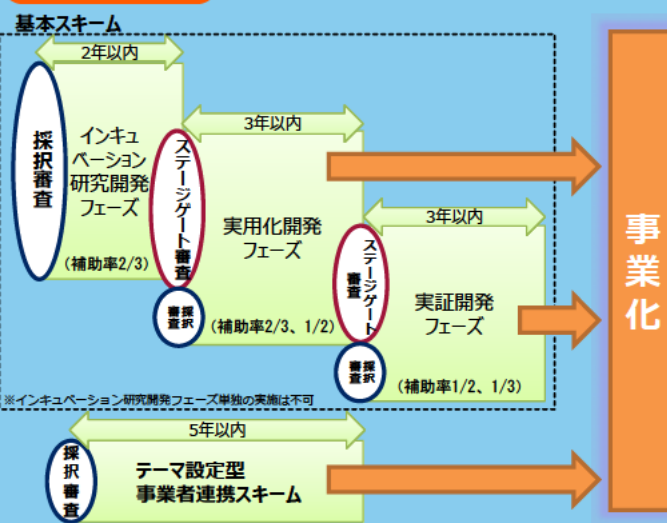 基本スキーム
2年以内
採択審査
インキュ
ベーション
研究開発
フェーズ
(補助率2/3)
3年以内
ステージゲート審査
採択
審査
実用化開発
フェーズ
(補助率2/3、1/2)
3年以内
ステージゲート
審査
採択
審査
実証開発
フェーズ
(補助率1/2、1/3)
※インキュベーション研究開発フェーズ単独の実施は不可
5年以内
採択審査
テーマ設定型
事業者連携スキーム
事業化